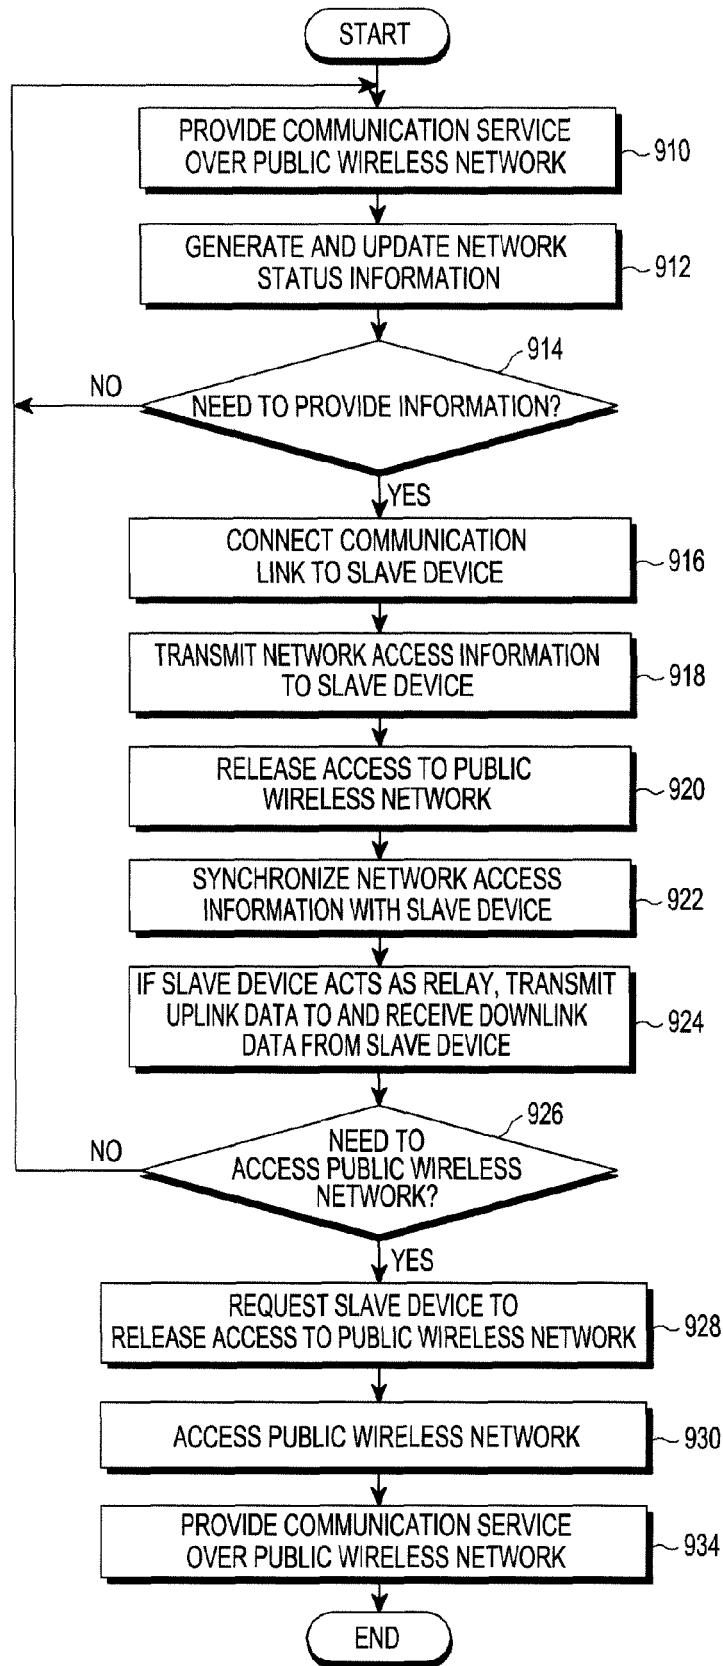 START
PROVIDE COMMUNICATION SERVICE
OVER PUBLIC WIRELESS NETWORK
910
GENERATE AND UPDATE NETWORK
STATUS INFORMATION
912
914
NO
NEED TO PROVIDE INFORMATION?
YES
CONNECT COMMUNICATION
LINK TO SLAVE DEVICE
916
TRANSMIT NETWORK ACCESS INFORMATION
TO SLAVE DEVICE
918
RELEASE ACCESS TO PUBLIC
WIRELESS NETWORK
920
SYNCHRONIZE NETWORK ACCESS
INFORMATION WITH SLAVE DEVICE
922
IF SLAVE DEVICE ACTS AS RELAY, TRANSMIT
UPLINK DATA TO AND RECEIVE DOWNLINK
DATA FROM SLAVE DEVICE
924
926
NO
NEED TO
ACCESS PUBLIC WIRELESS
NETWORK?
YES
REQUEST SLAVE DEVICE TO
RELEASE ACCESS TO PUBLIC WIRELESS NETWORK
928
ACCESS PUBLIC WIRELESS NETWORK
930
PROVIDE COMMUNICATION SERVICE
OVER PUBLIC WIRELESS NETWORK
934
END